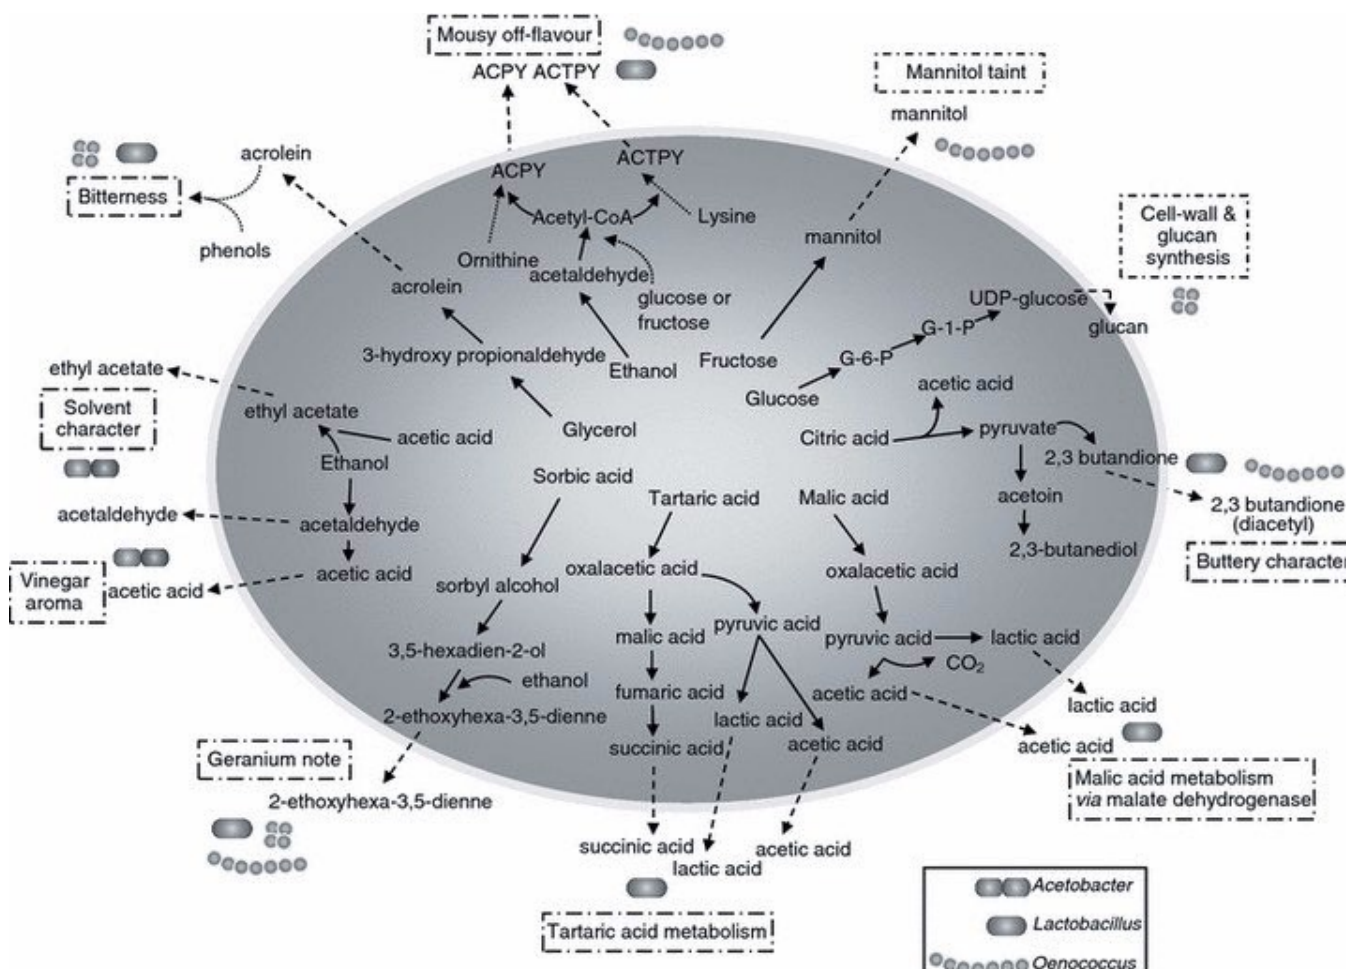 Mousy off-flavour
ACPY ACTPY
Mannitol taint
mannitol
acrolein
Bitterness
phenols
ACPY
ACTPY
Acetyl-CoA
Lysine
Ornithine
acetaldehyde
glucose or
fructose
Ethanol
mannitol
Fructose
Cell-wall &
glucan
synthesis
UDP-glucose
glucan
G-1-P
G-6-P
Glucose
acrolein
3-hydroxy propionaldehyde
Glycerol
ethyl acetate
Solvent
character
ethyl acetate
acetic acid
Ethanol
acetaldehyde
acetaldehyde
acetic acid
Vinegar
aroma
acetic acid
acetic acid
Citric acid
pyruvate
2,3 butandione
acetoin
2,3-butanediol
2,3 butandione
(diacetyl)
Buttery character
Sorbic acid
sorbyl alcohol
3,5-hexadien-2-ol
ethanol
2-ethoxyhexa-3,5-dienne
Geranium note
2-ethoxyhexa-3,5-dienne
Tartaric acid
oxalacetic acid
malic acid
fumaric acid
succinic acid
pyruvic acid
lactic acid
acetic acid
succinic acid
lactic acid
acetic acid
Tartaric acid metabolism
Malic acid
oxalacetic acid
pyruvic acid
lactic acid
CO2
acetic acid
lactic acid
acetic acid
Malic acid metabolism
via malate dehydrogenase
Acetobacter
Lactobacillus
Oenococcus